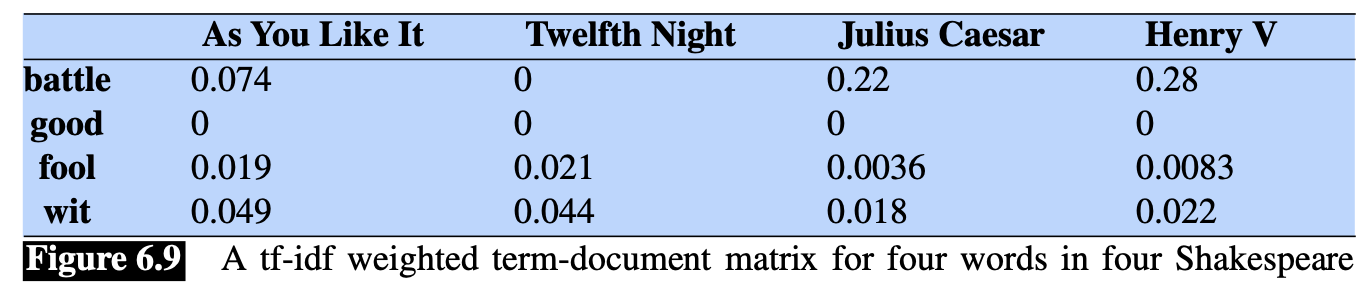 As You Like It Twelfth Night Julius Caesar Henry V
battle 0.074 0 0.22 0.28
good 0 0 0 0
fool 0.019 0.021 0.0036 0.0083
wit 0.049 0.044 0.018 0.022
Figure 6.9 A tf-idf weighted term-document matrix for four words in four Shakespeare